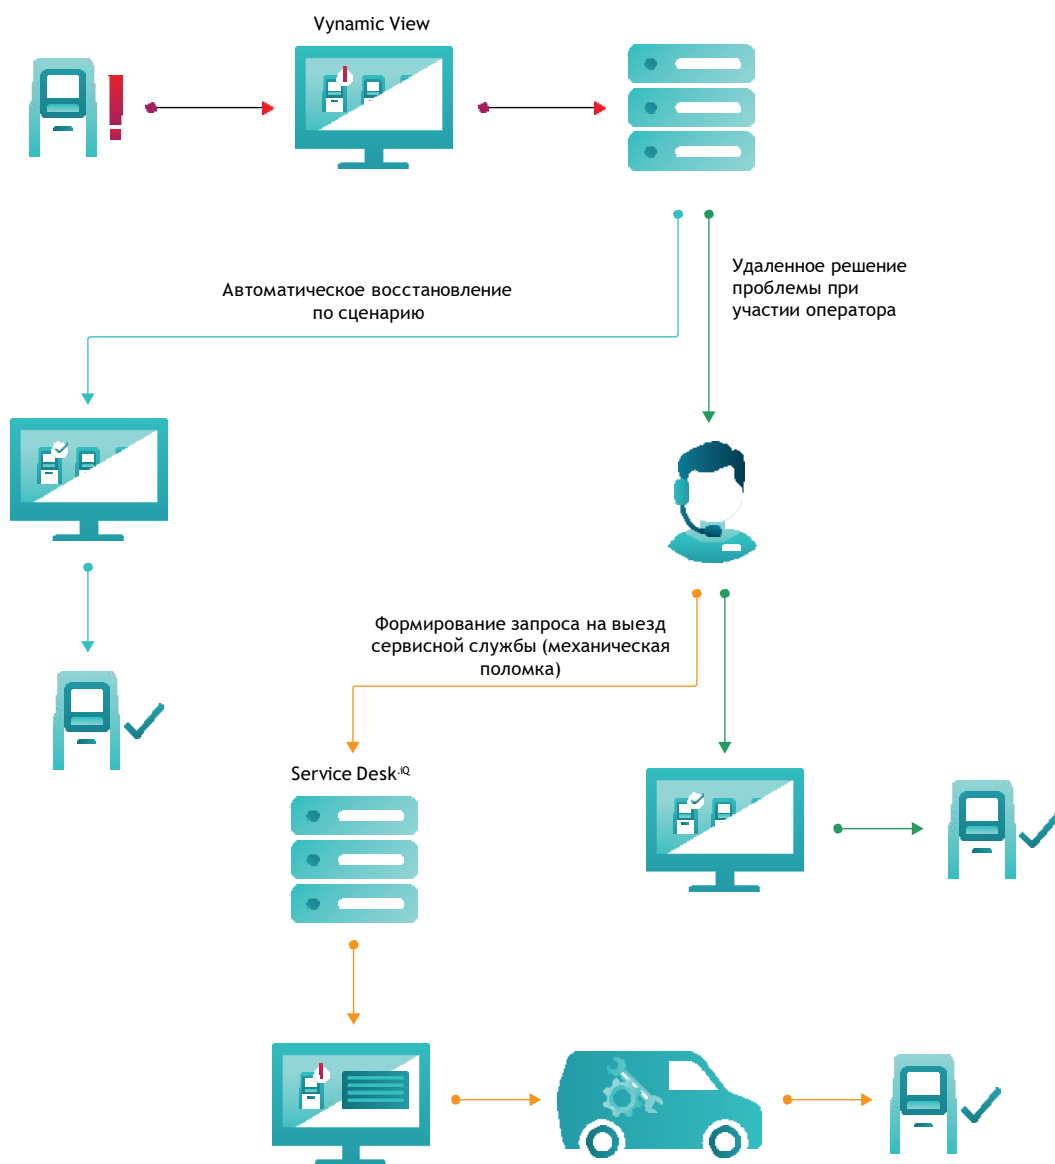 Vynamic View
Удаленное решение
проблемы при
участии оператора
Автоматическое восстановление
по сценарию
Формирование запроса на выезд
сервисной службы (механическая
поломка)
Service Desk.iQ